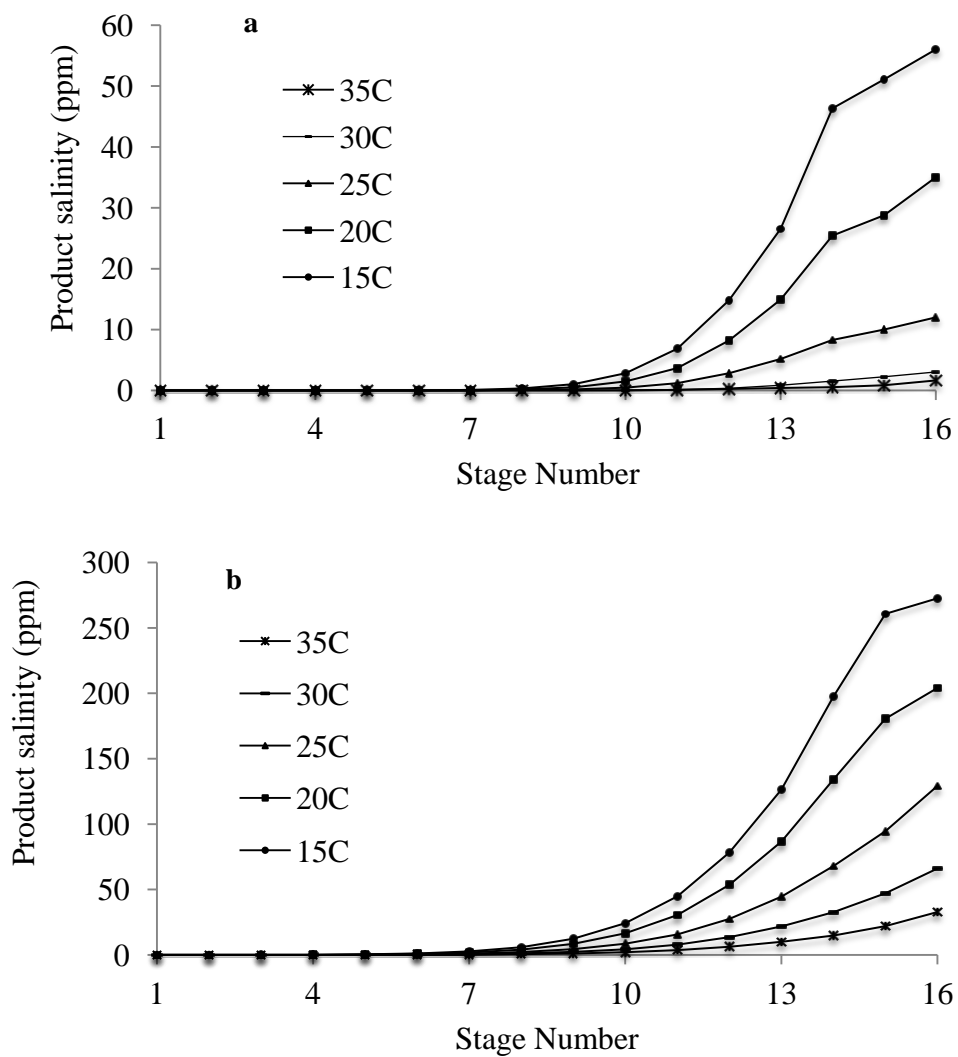 a
Product salinity (ppm)
60
50
40
30
20
10
0
35C
30C
25C
20C
15C
1 4 7 10 13 16
Stage Number
b
Product salinity (ppm)
300
250
200
150
100
50
0
35C
30C
25C
20C
15C
1 4 7 10 13 16
Stage Number